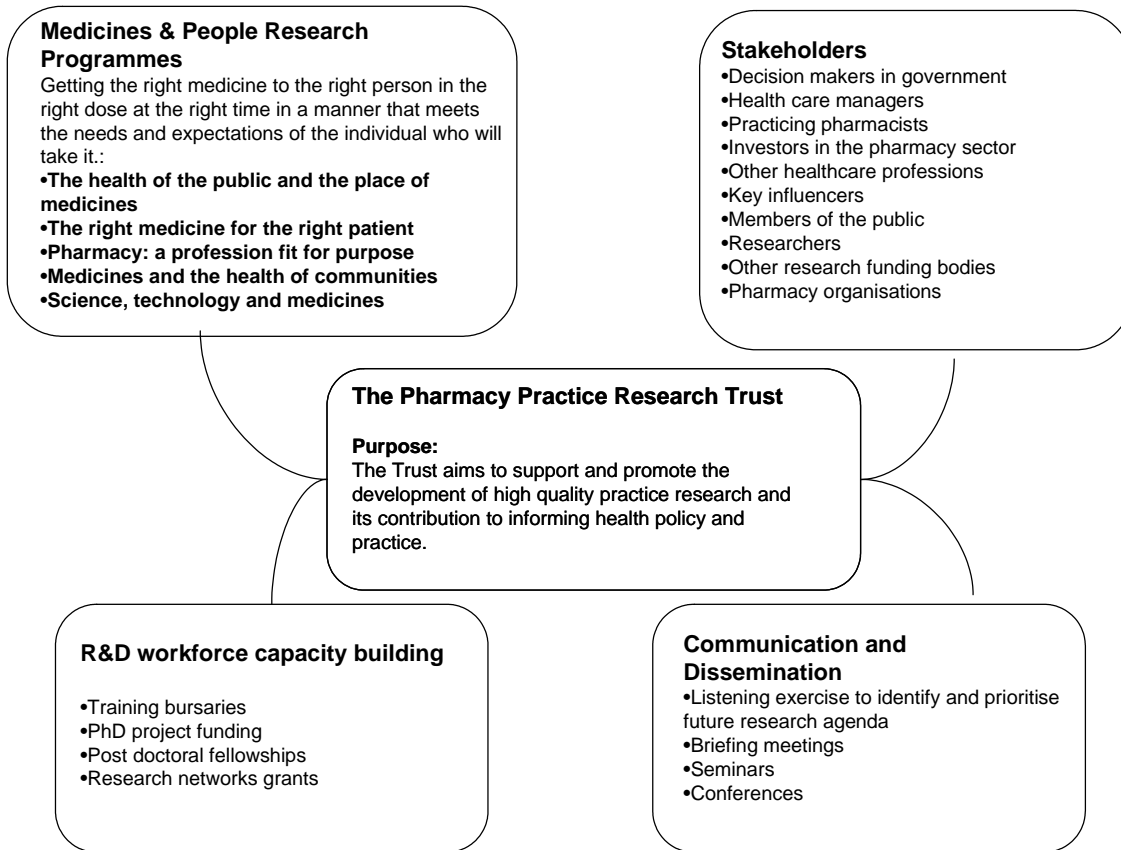 Medicines & People Research
Programmes
Getting the right medicine to the right person in the
right dose at the right time in a manner that meets
the needs and expectations of the individual who will
take it.:
•The health of the public and the place of
medicines
•The right medicine for the right patient
•Pharmacy: a profession fit for purpose
•Medicines and the health of communities
•Science, technology and medicines
Stakeholders
•Decision makers in government
•Health care managers
•Practicing pharmacists
•Investors in the pharmacy sector
•Other healthcare professions
•Key influencers
•Members of the public
•Researchers
•Other research funding bodies
•Pharmacy organisations
The Pharmacy Practice Research Trust
Purpose:
The Trust aims to support and promote the
development of high quality practice research and
its contribution to informing health policy and
practice.
R&D workforce capacity building
•Training bursaries
•PhD project funding
•Post doctoral fellowships
•Research networks grants
Communication and
Dissemination
•Listening exercise to identify and prioritise
future research agenda
•Briefing meetings
•Seminars
•Conferences